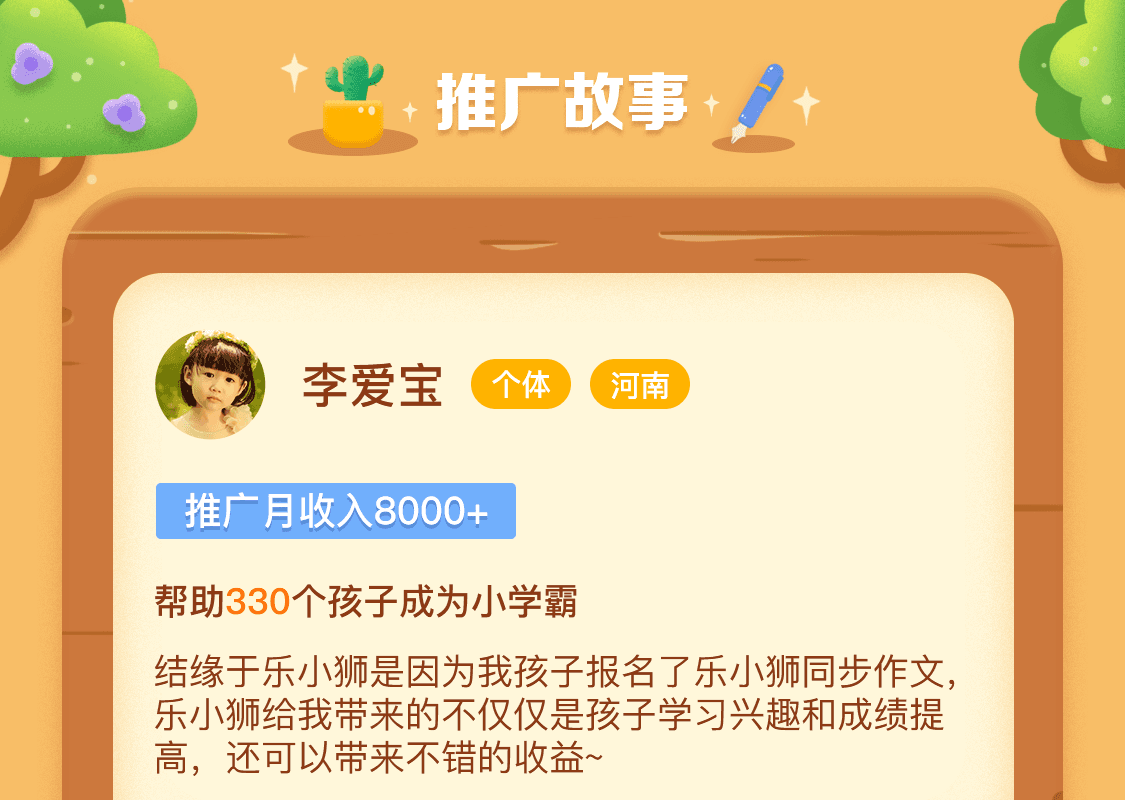 推广故事
李爱宝 个体 河南
推广月收入8000+
帮助330个孩子成为小学霸
结缘于乐小狮是因为我孩子报名了乐小狮同步作文，
乐小狮给我带来的不仅仅是孩子学习兴趣和成绩提
高，还可以带来不错的收益~